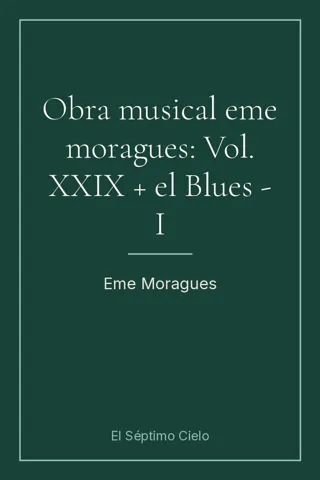 Obra musical eme
moragues: Vol.
XXIX + el Blues -
I
Eme Moragues
El Séptimo Cielo